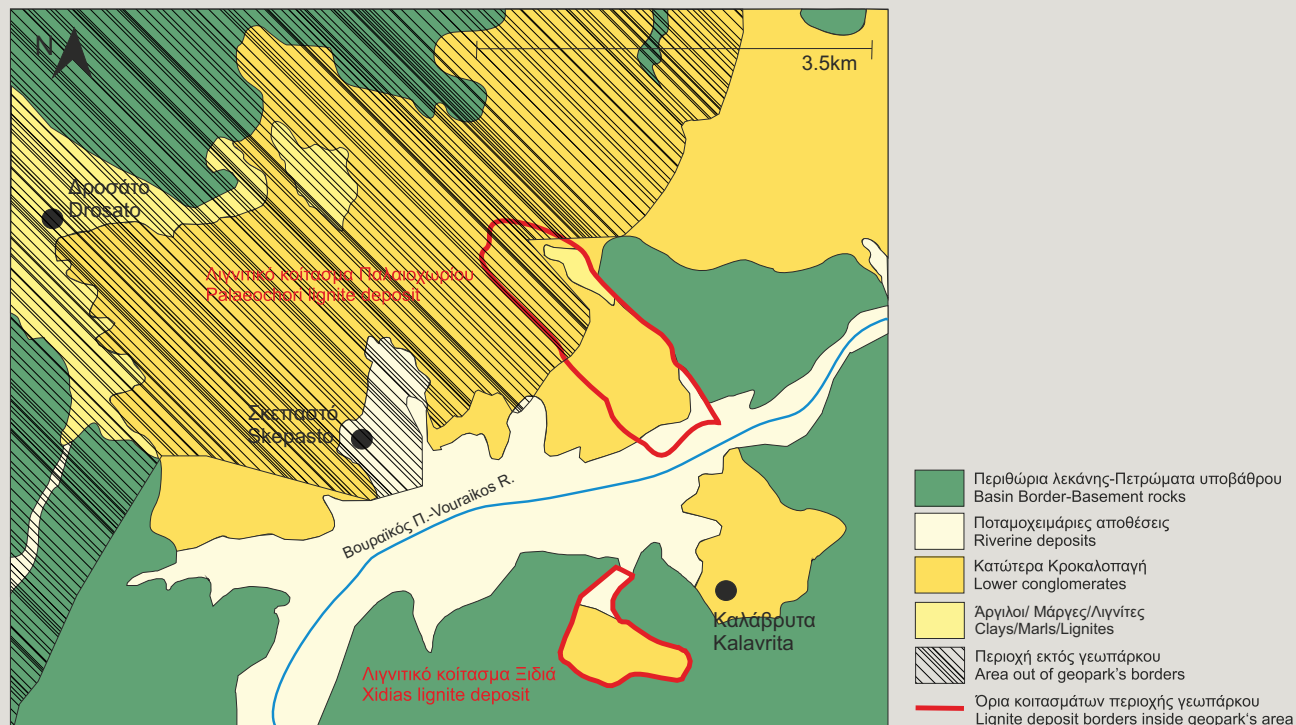 N
3.5km
Δροσάτο
Drosato
Λιγνιτικό κοίτασμα Παλαιοχωρίου
Palaeochori lignite deposit
Σκεπαστό
Skepasto
Βουραϊκός Π.-Vouraikos R.
Καλάβρυτα
Kalavrita
Λιγνιτικό κοίτασμα Ξιδιά
Xidias lignite deposit
Περιθώρια λεκάνης-Πετρώματα υποβάθρου
Basin Border-Basement rocks
Ποταμοχειμάριες αποθέσεις
Riverine deposits
Κατώτερα Κροκαλοπαγή
Lower conglomerates
Άργιλοι/ Μάργες/Λιγνίτες
Clays/Marls/Lignites
Περιοχή εκτός γεωπάρκου
Area out of geopark's borders
Όρια κοιτασμάτων περιοχής γεωπάρκου
Lignite deposit borders inside geopark's area